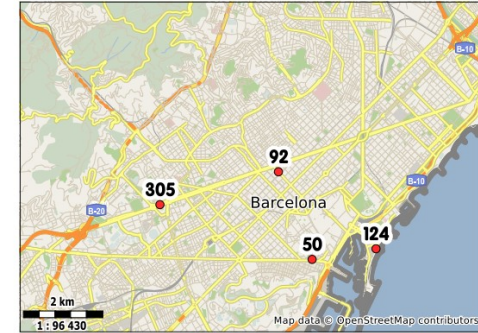 B-10
92
305
B-10
Barcelona
B-20
50
124
2 km
1 : 96 430
Map data © OpenStreetMap contributors